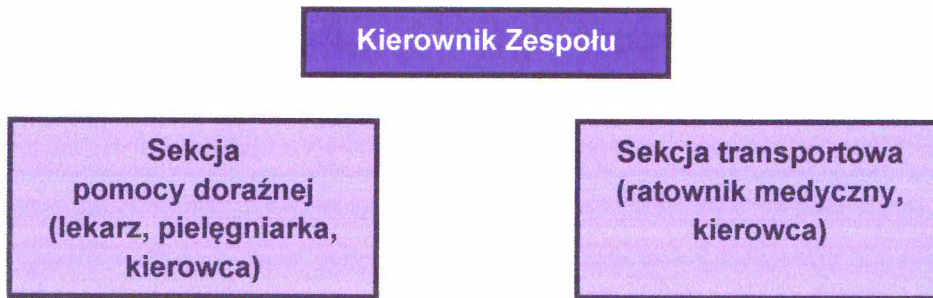 Kierownik Zespołu
Sekcja
pomocy doraźnej
(lekarz, pielęgniarka,
kierowca)
Sekcja transportowa
(ratownik medyczny,
kierowca)